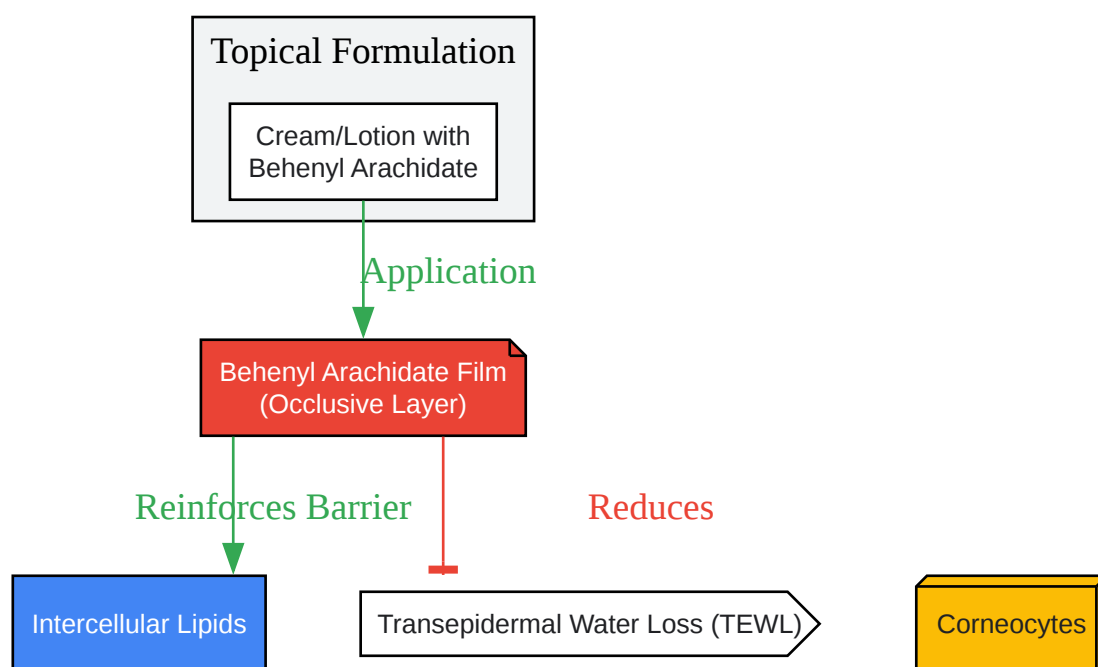 Topical Formulation
Cream/Lotion with
Behenyl Arachidate
Application
Behenyl Arachidate Film
(Occlusive Layer)
Reinforces Barrier
Reduces
Intercellular Lipids
Transepidermal Water Loss (TEWL)
Corneocytes